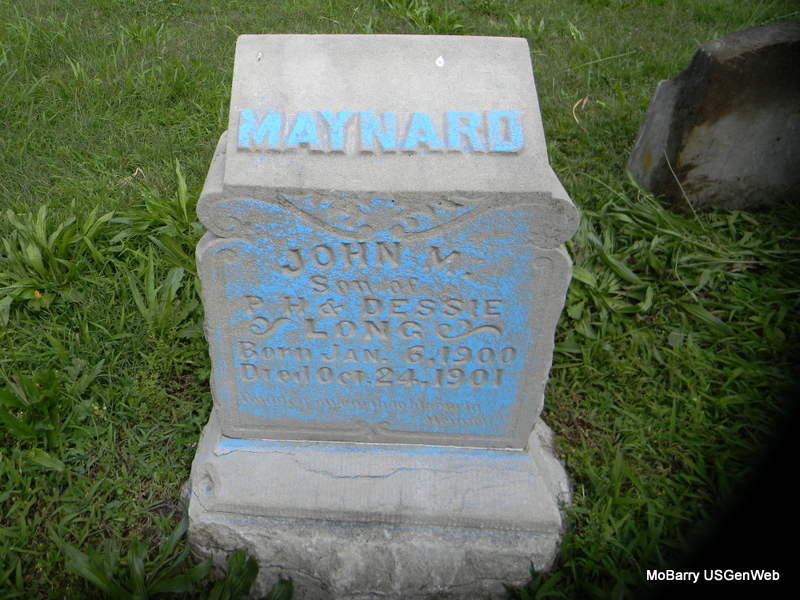 MAYNARD
JOHN M.
Son of
P. H. & DESSIE
LONG
Born JAN. 6, 1900
Died Oct. 24, 1901
MoBarry USGenWeb